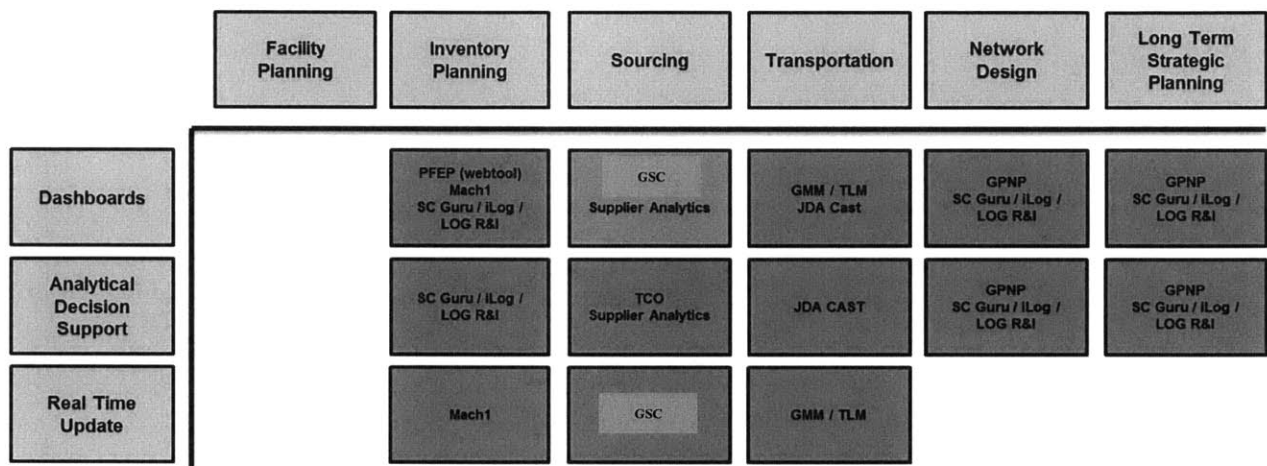 Facility
Planning
Inventory
Planning
Sourcing
Transportation
Network
Design
Long Term
Strategic
Planning
Dashboards
PFEP (webtool)
Mach1
SC Guru / iLog /
LOG R&I
GSC
Supplier Analytics
GMM / TLM
JDA Cast
GPNP
SC Guru / iLog /
LOG R&I
GPNP
SC Guru / iLog /
LOG R&I
Analytical
Decision
Support
SC Guru / iLog /
LOG R&I
TCO
Supplier Analytics
JDA CAST
GPNP
SC Guru / iLog /
LOG R&I
GPNP
SC Guru / iLog /
LOG R&I
Real Time
Update
Mach1
GSC
GMM / TLM